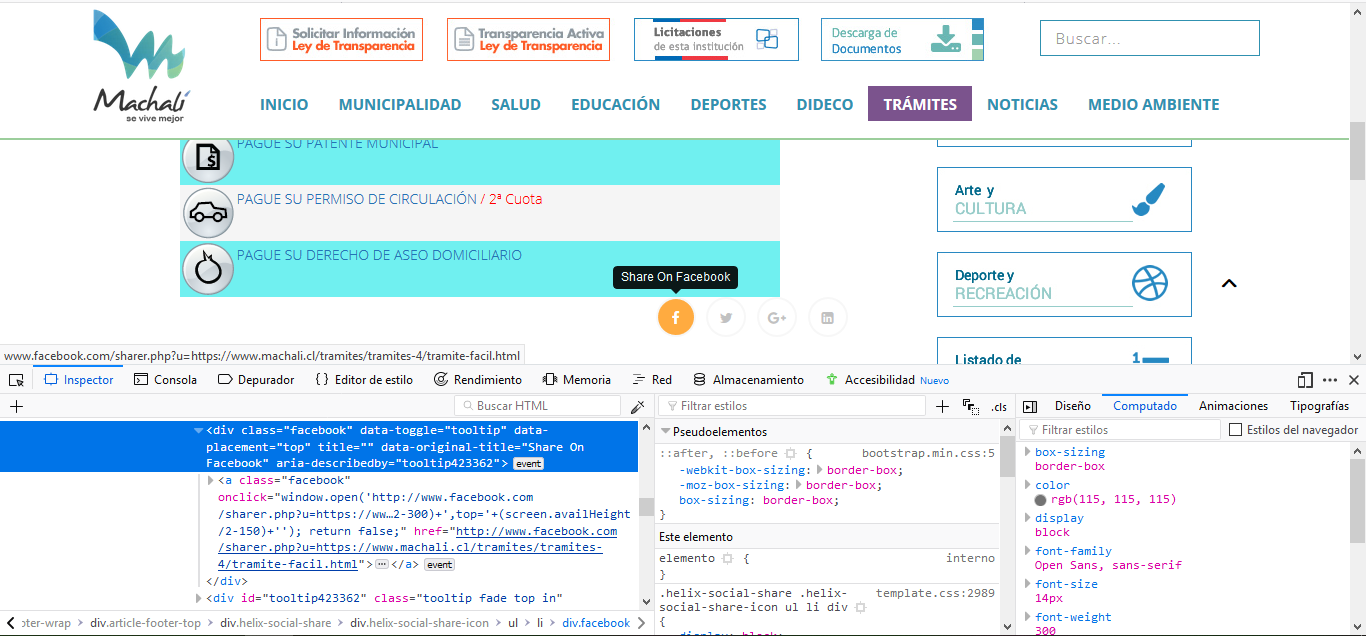 Solicitar Información
Ley de Transparencia
Transparencia Activa
Ley de Transparencia
Licitaciones
de esta Institución
Descarga de
Documentos
Buscar...
Machalí
se vive mejor
INICIO MUNICIPALIDAD SALUD EDUCACIÓN DEPORTES DIDECO TRÁMITES NOTICIAS MEDIO AMBIENTE
PAGUE SU PATENTE MUNICIPAL
PAGUE SU PERMISO DE CIRCULACIÓN / 2ª Cuota
PAGUE SU DERECHO DE ASEO DOMICILIARIO
Share On Facebook
Arte y
CULTURA
Deporte y
RECREACIÓN
Listado de
1
www.facebook.com/sharer.php?u=https://www.machali.cl/tramites/tramites-4/tramite-facil.html
Inspector Consola Depurador {} Editor de estilo Rendimiento Memoria Red Almacenamiento Accesibilidad Nuevo
+ Buscar HTML
<div class="facebook" data-toggle="tooltip" data-
placement="top" title="" data-original-title="Share On
Facebook" aria-describedby="tooltip423362"> event
<a class="facebook"
onclick="window.open('http://www.facebook.com
/sharer.php?u=https://ww…2-300)+',top='+(screen.availHeight
/2-150)+''); return false;" href="http://www.facebook.com
/sharer.php?u=https://www.machali.cl/tramites/tramites-
4/tramite-facil.html"> </a> event
</div>
<div id="tooltip423362" class="tooltip fade top in"
oter-wrap > div.article-footer-top > div.helix-social-share > div.helix-social-share-icon > ul > li > div.facebook
Filtrar estilos + .cls
Pseudoelementos
::after, ::before { bootstrap.min.css:5
-webkit-box-sizing: border-box;
-moz-box-sizing: border-box;
box-sizing: border-box;
}
Este elemento
elemento { interno
}
.helix-social-share .helix- template.css:2989
social-share-icon ul li div
{
display: block;
Diseño Computado Animaciones Tipografías
Filtrar estilos Estilos del navegador
box-sizing
border-box
color
rgb(115, 115, 115)
display
block
font-family
Open Sans, sans-serif
font-size
14px
font-weight
300